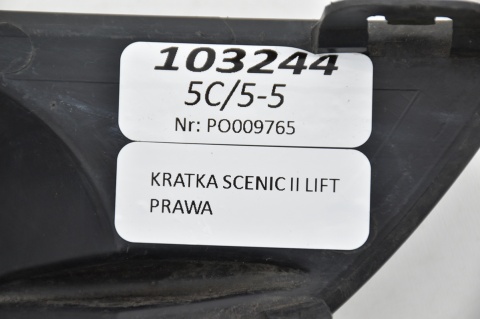 103244
5C/5-5
Nr: PO009765
KRATKA SCENIC II LIFT
PRAWA